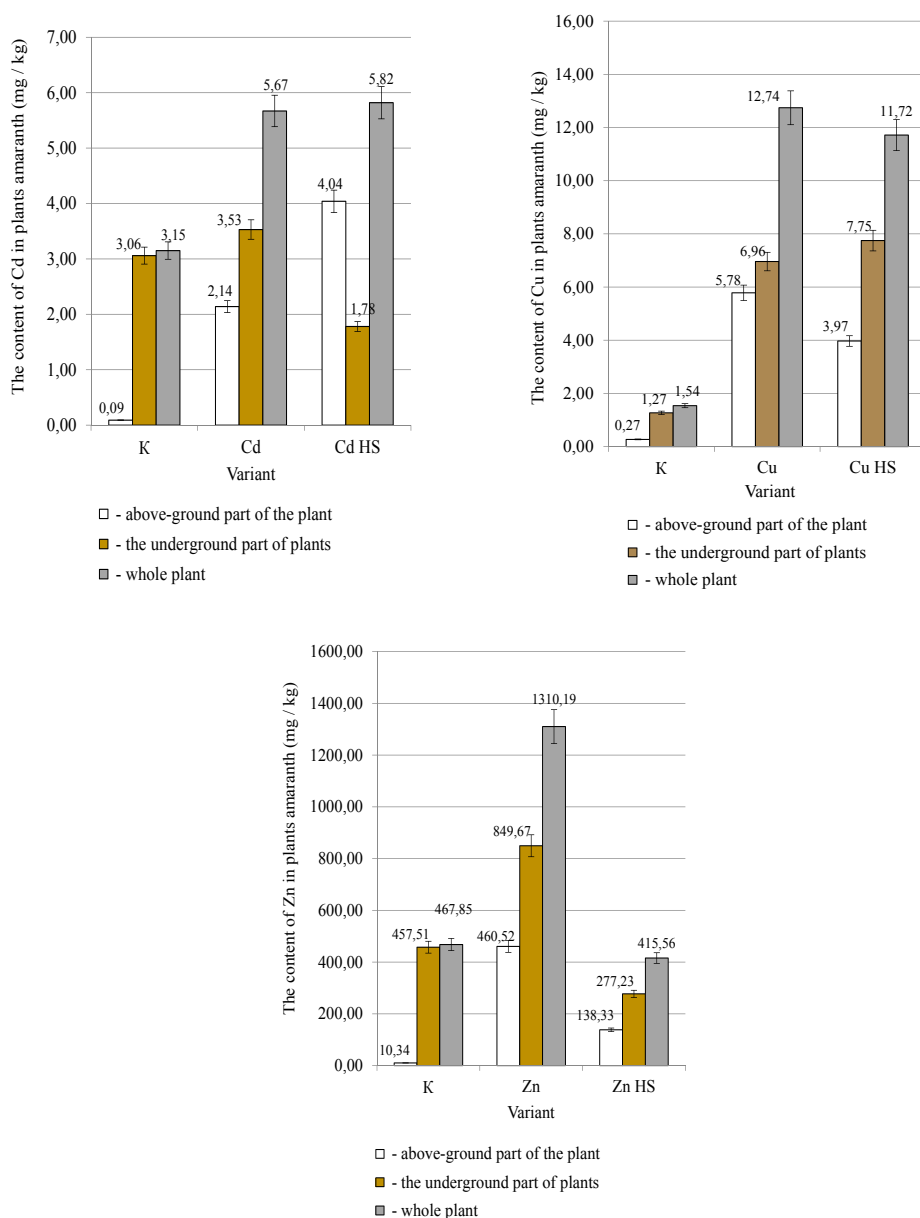 The content of Cd in plants amaranth (mg / kg)
7,00
6,00
5,00
4,00
3,00
2,00
1,00
0,00
0,09
3,06
3,15
2,14
3,53
5,67
4,04
1,78
5,82
К
Cd
Cd HS
Variant
- above-ground part of the plant
- the underground part of plants
- whole plant
The content of Cu in plants amaranth (mg / kg)
16,00
14,00
12,00
10,00
8,00
6,00
4,00
2,00
0,00
0,27
1,27
1,54
5,78
6,96
12,74
3,97
7,75
11,72
К
Cu
Cu HS
Variant
- above-ground part of the plant
- the underground part of plants
- whole plant
The content of Zn in plants amaranth (mg / kg)
1600,00
1400,00
1200,00
1000,00
800,00
600,00
400,00
200,00
0,00
10,34
457,51
467,85
460,52
849,67
1310,19
138,33
277,23
415,56
К
Zn
Zn HS
Variant
- above-ground part of the plant
- the underground part of plants
- whole plant